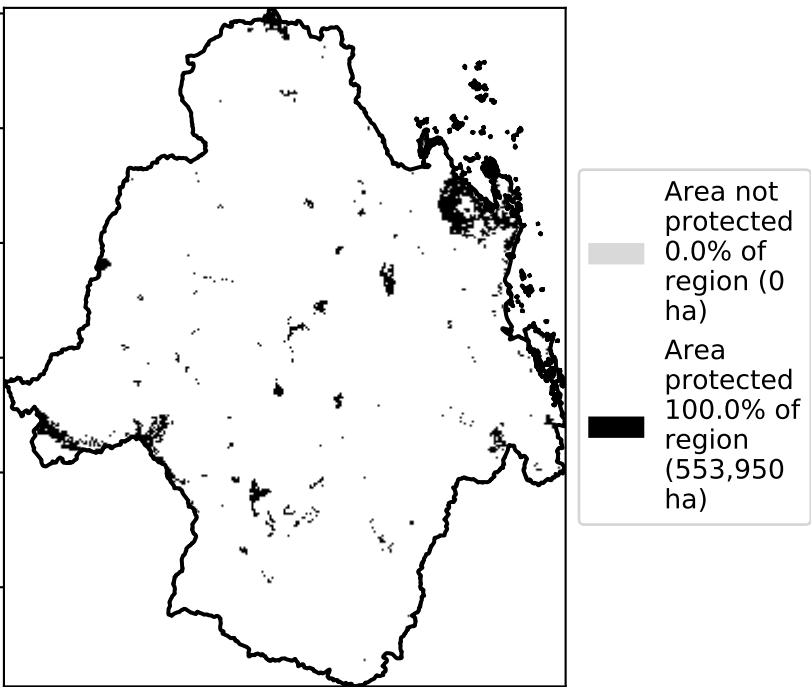 Area not
protected
0.0% of
region (0
ha)
Area
protected
100.0% of
region
(553,950
ha)